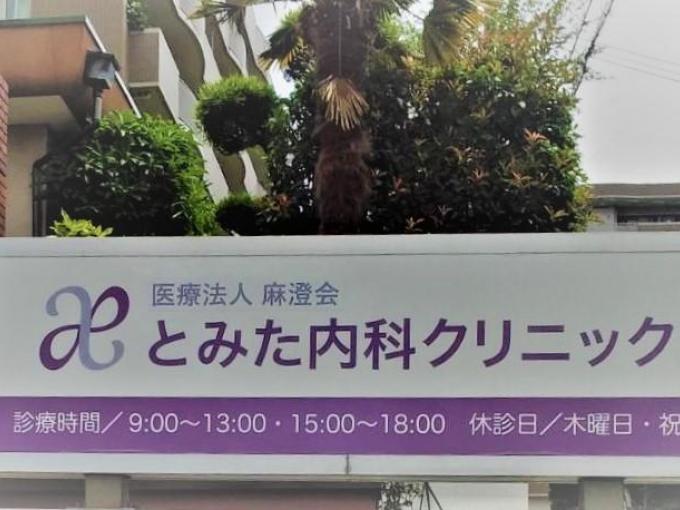 医療法人 麻澄会
とみた内科クリニック
診療時間／9:00〜13:00・15:00〜18:00 休診日／木曜日・祝